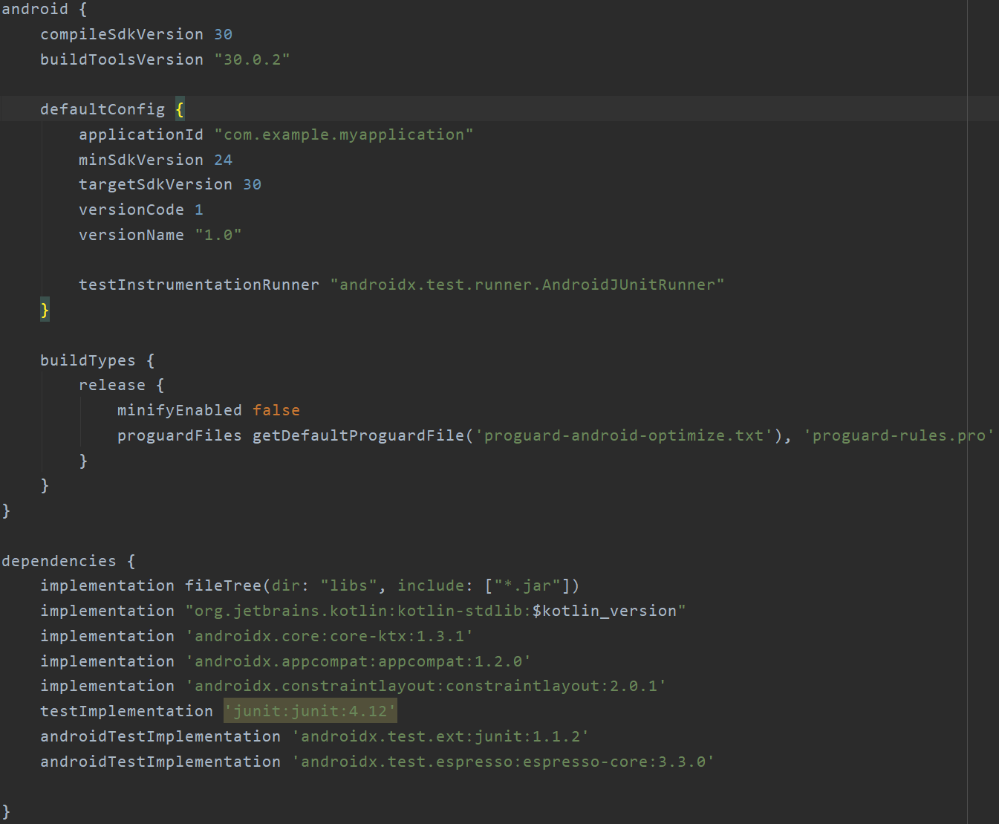 android {
    compileSdkVersion 30
    buildToolsVersion "30.0.2"

    defaultConfig {
        applicationId "com.example.myapplication"
        minSdkVersion 24
        targetSdkVersion 30
        versionCode 1
        versionName "1.0"

        testInstrumentationRunner "androidx.test.runner.AndroidJUnitRunner"
    }

    buildTypes {
        release {
            minifyEnabled false
            proguardFiles getDefaultProguardFile('proguard-android-optimize.txt'), 'proguard-rules.pro'
        }
    }
}

dependencies {
    implementation fileTree(dir: "libs", include: ["*.jar"])
    implementation "org.jetbrains.kotlin:kotlin-stdlib:$kotlin_version"
    implementation 'androidx.core:core-ktx:1.3.1'
    implementation 'androidx.appcompat:appcompat:1.2.0'
    implementation 'androidx.constraintlayout:constraintlayout:2.0.1'
    testImplementation 'junit:junit:4.12'
    androidTestImplementation 'androidx.test.ext:junit:1.1.2'
    androidTestImplementation 'androidx.test.espresso:espresso-core:3.3.0'

}